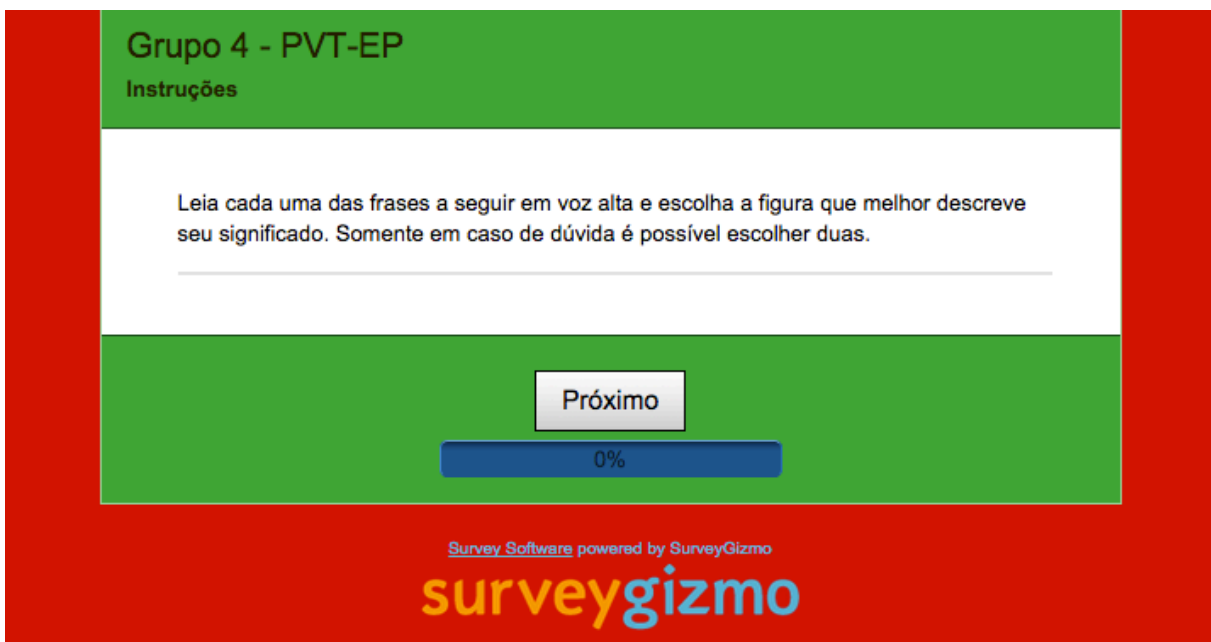 Grupo 4 - PVT-EP
Instruções
Leia cada uma das frases a seguir em voz alta e escolha a figura que melhor descreve
seu significado. Somente em caso de dúvida é possível escolher duas.
Próximo
0%
Survey Software powered by SurveyGizmo
surveygizmo